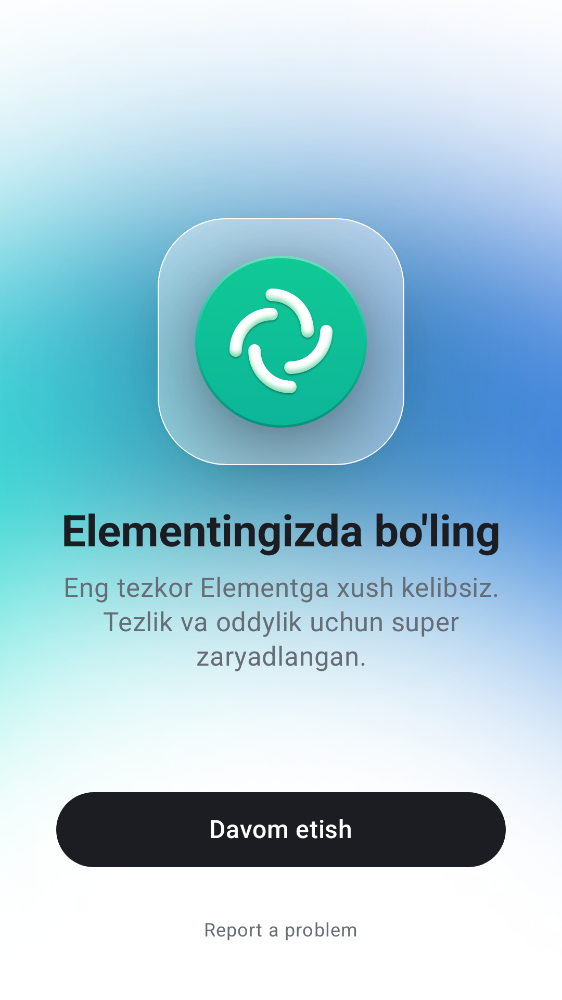 Elementingizda bo'ling
Eng tezkor Elementga xush kelibsiz.
Tezlik va oddylik uchun super
zaryadlangan.
Davom etish
Report a problem